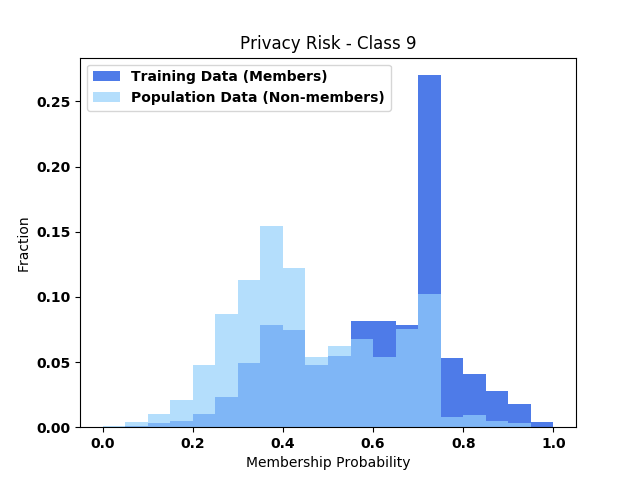 Privacy Risk - Class 9
Training Data (Members)
Population Data (Non-members)
0.25
0.20
0.15
0.10
0.05
0.00
Fraction
0.0 0.2 0.4 0.6 0.8 1.0
Membership Probability